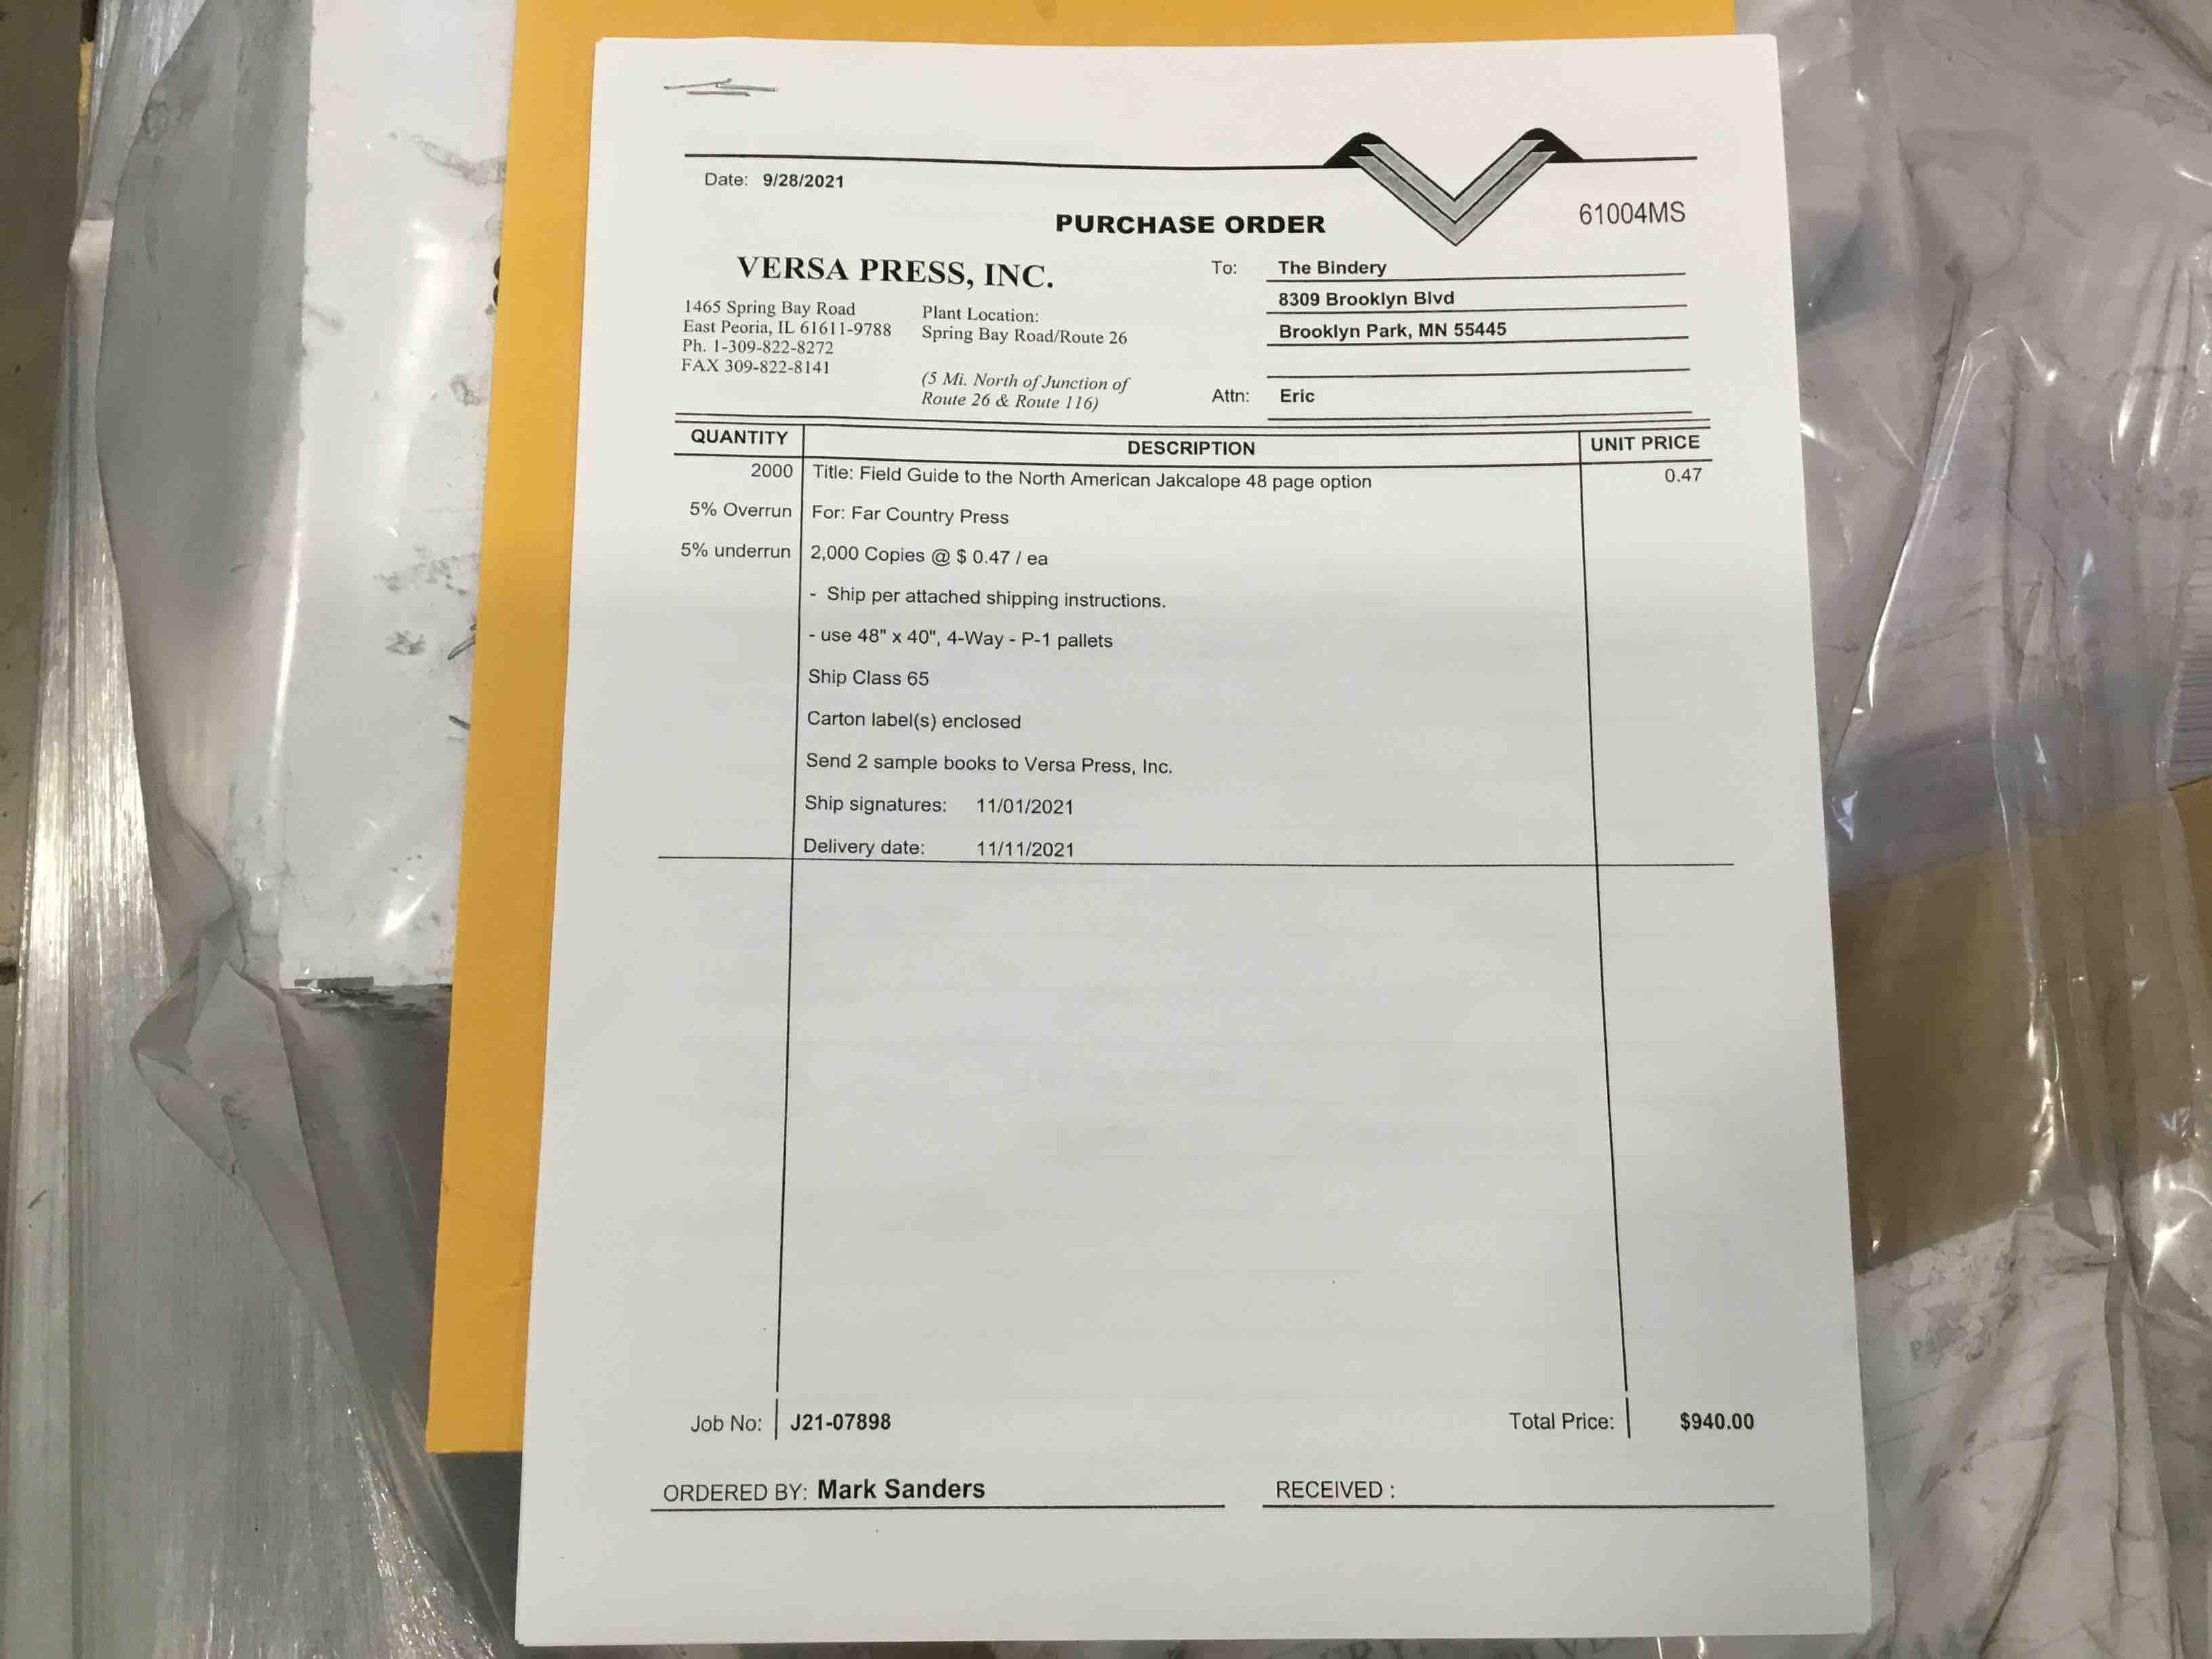 Date: 9/28/2021
61004MS
PURCHASE ORDER
VERSA PRESS, INC.
1465 Spring Bay Road
East Peoria, IL 61611-9788
Ph. 1-309-822-8272
FAX 309-822-8141
Plant Location:
Spring Bay Road/Route 26
(5 Mi. North of Junction of
Route 26 & Route 116)
To: The Bindery
8309 Brooklyn Blvd
Brooklyn Park, MN 55445
Attn: Eric
QUANTITY DESCRIPTION UNIT PRICE
2000 Title: Field Guide to the North American Jakcalope 48 page option 0.47
5% Overrun For: Far Country Press
5% underrun 2,000 Copies @ $ 0.47 / ea
- Ship per attached shipping instructions.
- use 48" x 40", 4-Way - P-1 pallets
Ship Class 65
Carton label(s) enclosed
Send 2 sample books to Versa Press, Inc.
Ship signatures: 11/01/2021
Delivery date: 11/11/2021
Job No: J21-07898 Total Price: $940.00
ORDERED BY: Mark Sanders RECEIVED :